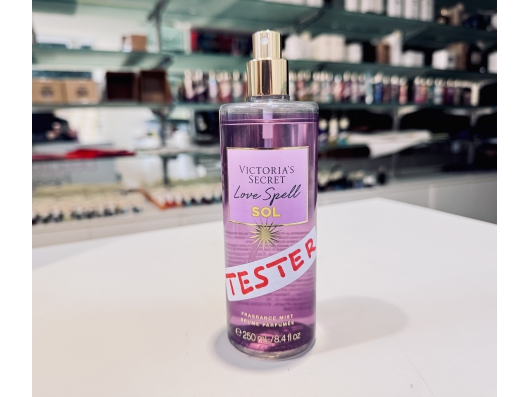 VICTORIA'S
SECRET
Love Spell
SOL
TESTER
FRAGRANCE MIST
BRUME PARFUMÉE
℮ 250 mL/8.4 fl oz